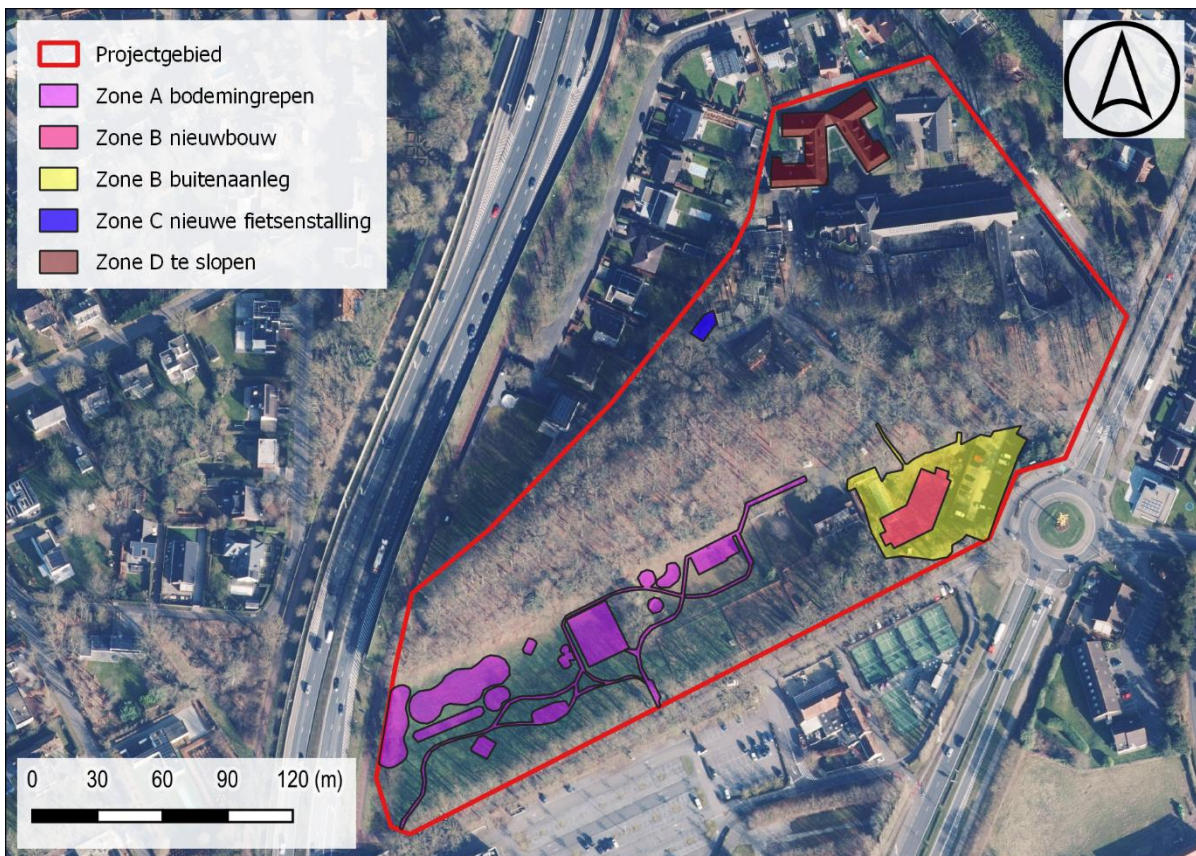 Projectgebied
Zone A bodemingrepen
Zone B nieuwbouw
Zone B buitenaanleg
Zone C nieuwe fietsenstalling
Zone D te slopen
0 30 60 90 120 (m)